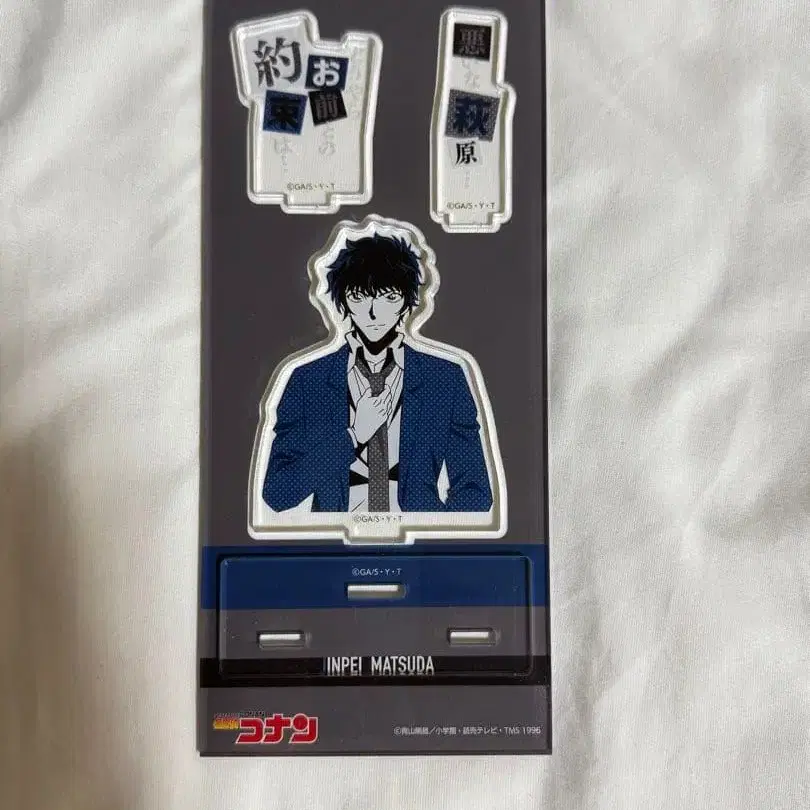 約
お前との
束は…
©GA/S・Y・T
悪いな
萩原…
©GA/S・Y・T
©GA/S・Y・T
©GA/S・Y・T
INPEI MATSUDA
コナン
©青山剛昌/小学館・読売テレビ・TMS 1996